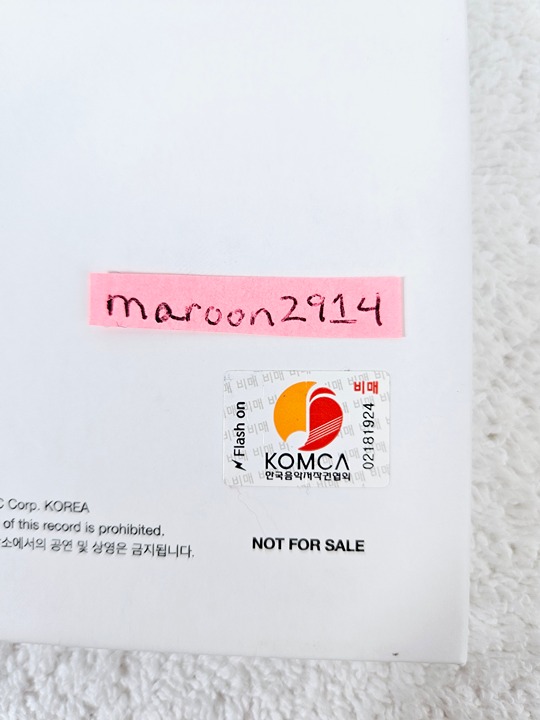 maroon2914
비매
Flash on
02181924
KOMCA
한국음악저작권협회
C Corp. KOREA
of this record is prohibited.
소에서의 공연 및 상영은 금지됩니다.
NOT FOR SALE